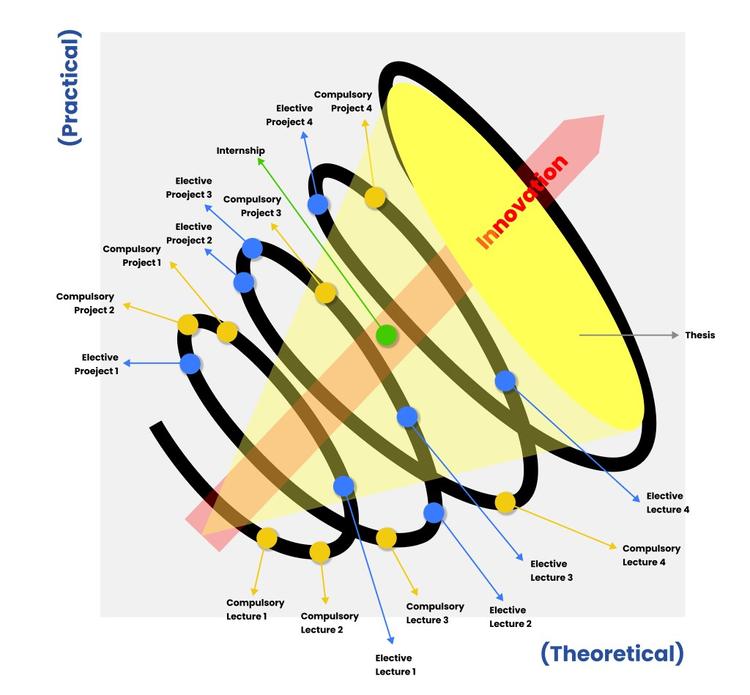 (Practical)
Compulsory
Project 4
Elective
Proeject 4
Internship
Elective
Proeject 3
Compulsory
Project 3
Elective
Proejct 2
Compulsory
Project 1
Innovation
Compulsory
Project 2
Thesis
Elective
Proejct 1
Elective
Lecture 4
Compulsory
Lecture 4
Elective
Lecture 3
Compulsory
Lecture 1
Compulsory
Lecture 2
Compulsory
Lecture 3
Elective
Lecture 2
Elective
Lecture 1
(Theoretical)